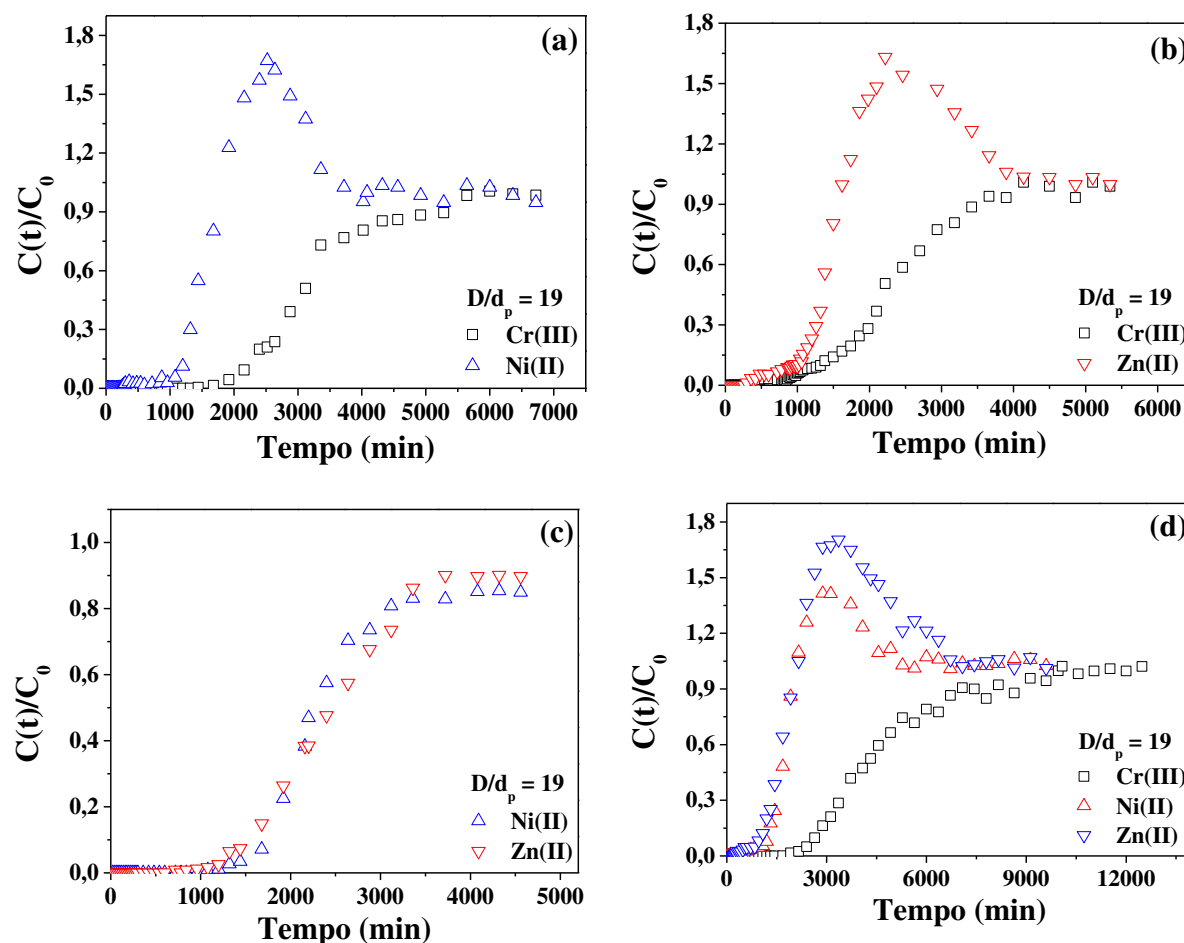 (a)
C(t)/C0
1,8
1,5
1,2
0,9
0,6
0,3
0,0
D/dp = 19
Cr(III)
Ni(II)
0 1000 2000 3000 4000 5000 6000 7000
Tempo (min)
(b)
C(t)/C0
1,8
1,5
1,2
0,9
0,6
0,3
0,0
D/dp = 19
Cr(III)
Zn(II)
0 1000 2000 3000 4000 5000 6000
Tempo (min)
(c)
C(t)/C0
1,0
0,8
0,6
0,4
0,2
0,0
D/dp = 19
Ni(II)
Zn(II)
0 1000 2000 3000 4000 5000
Tempo (min)
(d)
C(t)/C0
1,8
1,5
1,2
0,9
0,6
0,3
0,0
D/dp = 19
Cr(III)
Ni(II)
Zn(II)
0 3000 6000 9000 12000
Tempo (min)